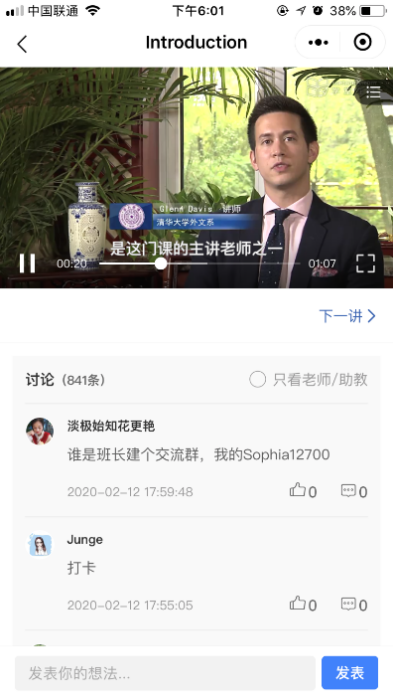 中国联通
下午6:01
38%
Introduction
Glenn Davis 讲师
清华大学外文系
是这门课的主讲老师之一
00:20
01:07
下一讲
讨论（841条）
只看老师/助教
淡极始知花更艳
谁是班长建个交流群，我的Sophia12700
2020-02-12 17:59:48
0
0
Junge
打卡
2020-02-12 17:55:05
0
0
发表你的想法...
发表